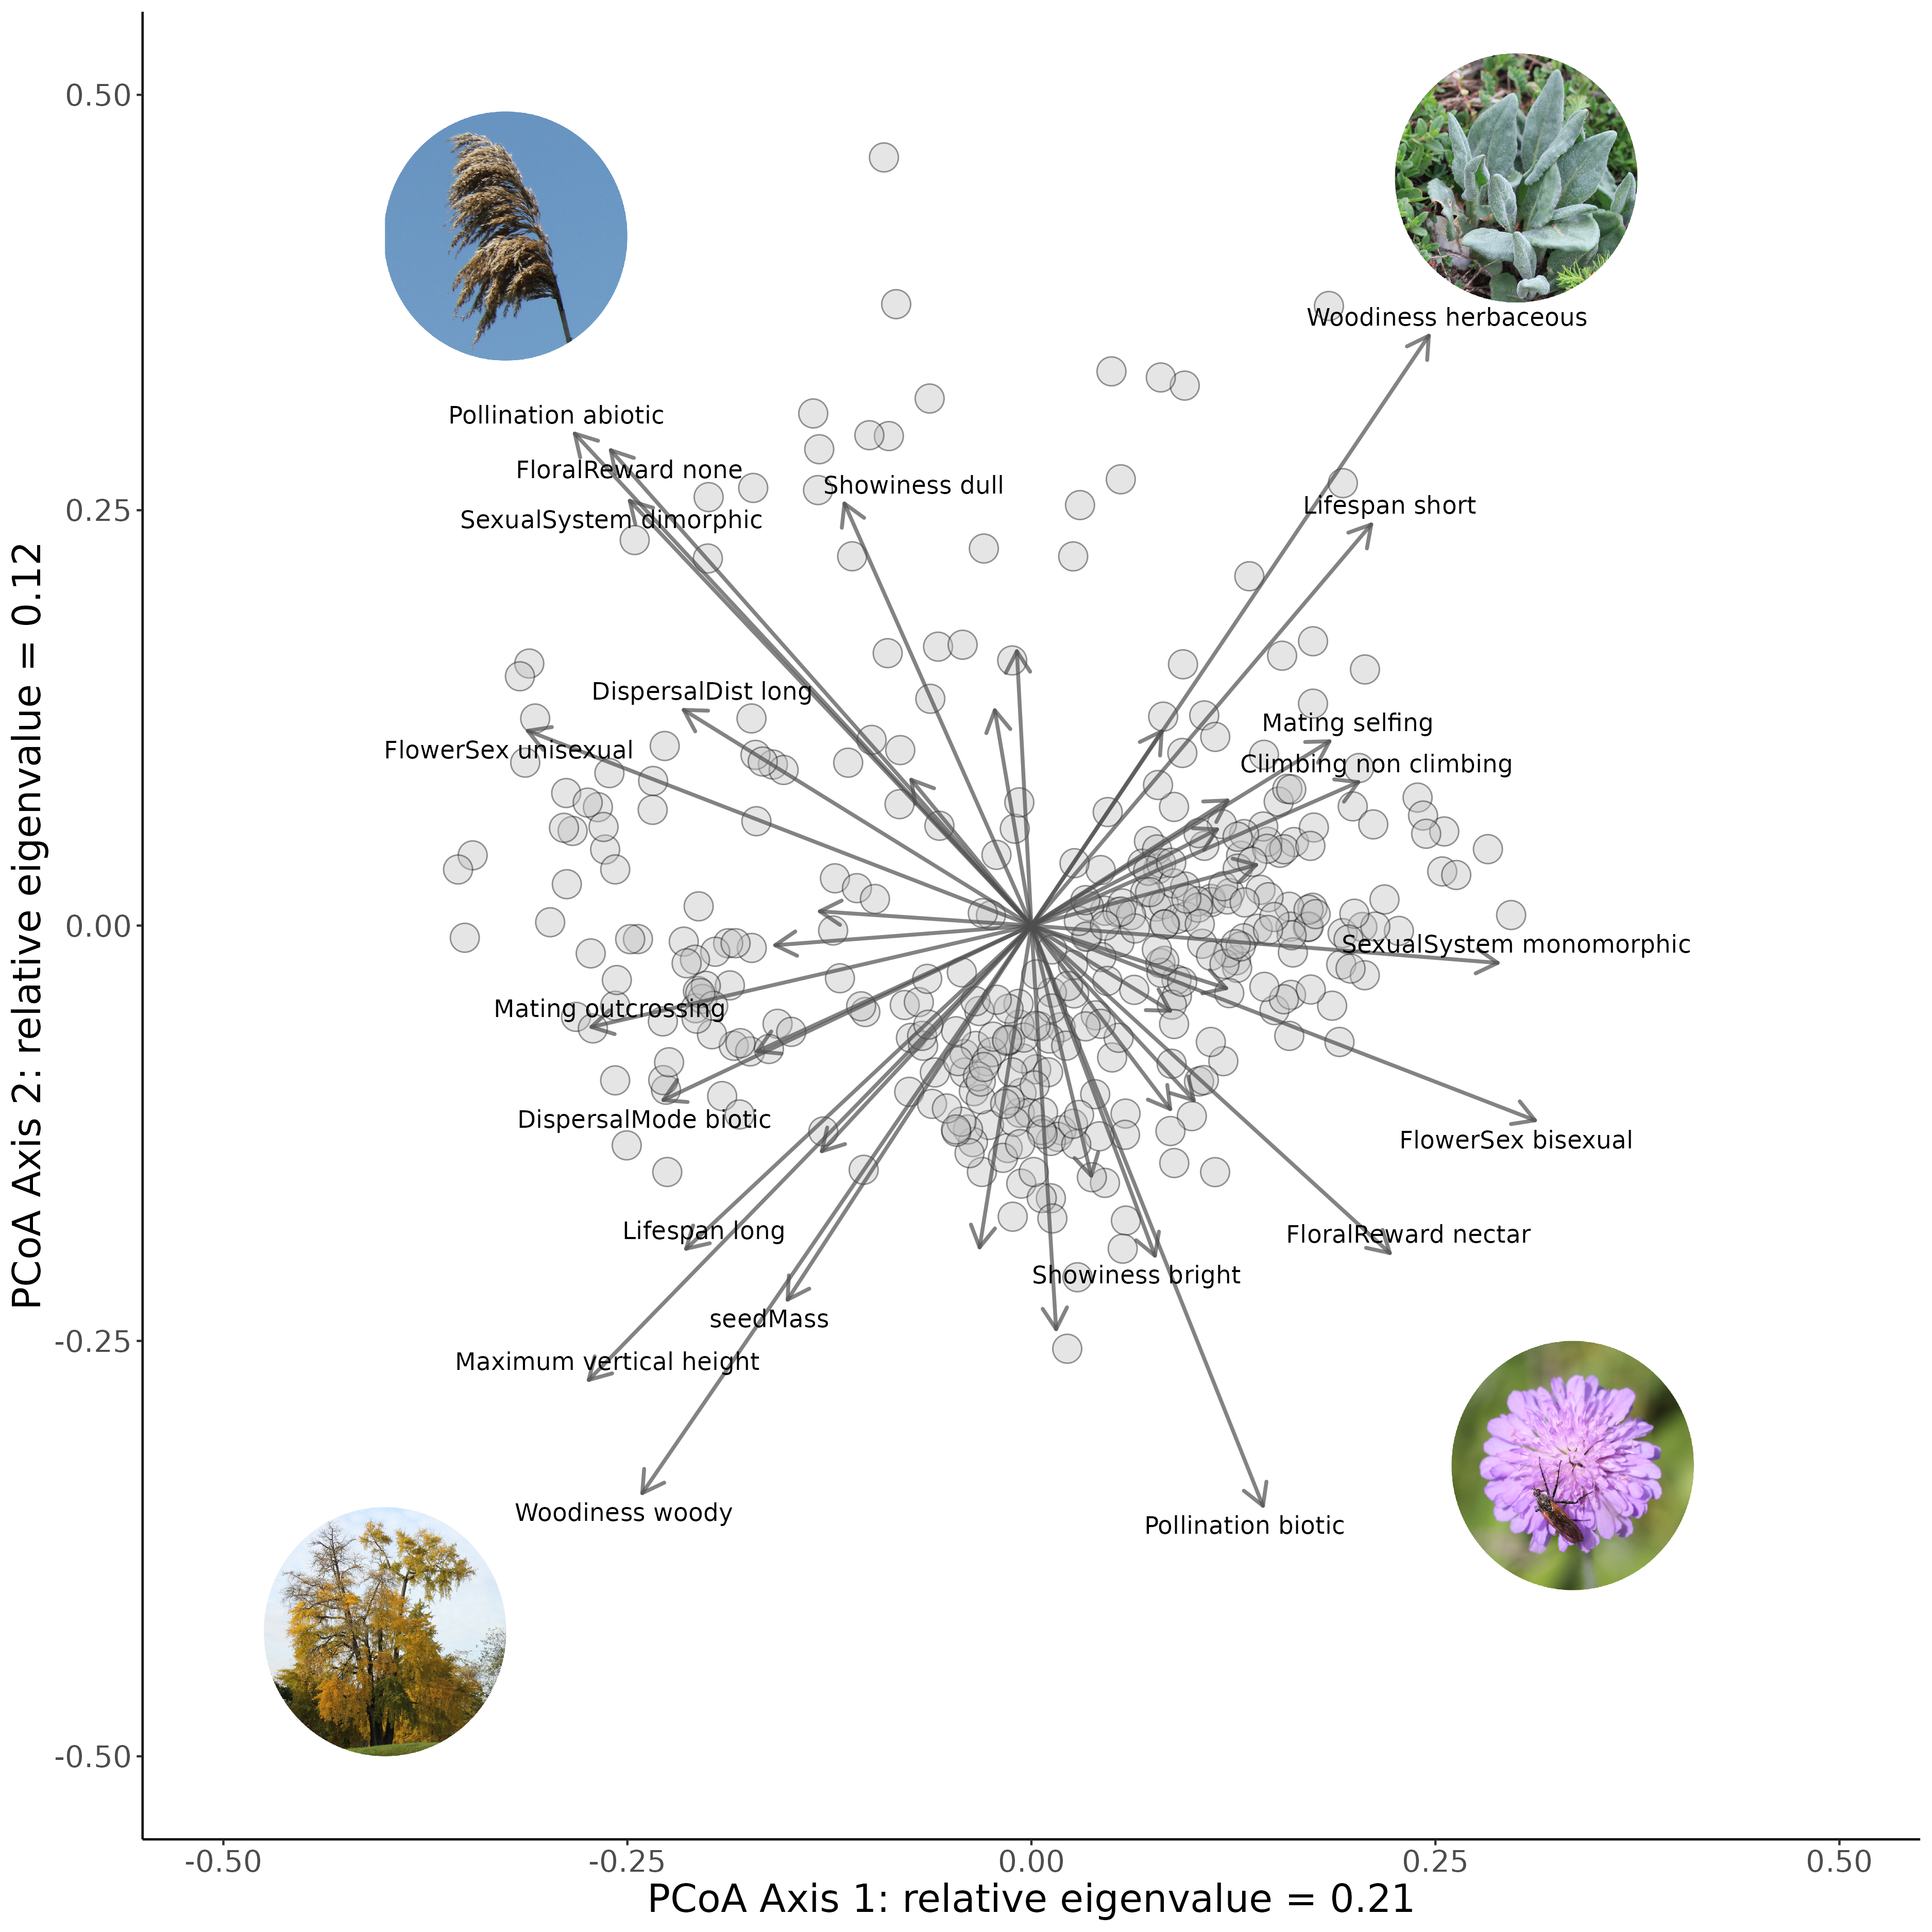 0.50
Woodiness herbaceous
Pollination abiotic
FloralReward none
Showiness dull
Lifespan short
0.25
SexualSystem dimorphic
DispersalDist long
Mating selfing
FlowerSex unisexual
Climbing non climbing
0.00
SexualSystem monomorphic
Mating outcrossing
DispersalMode biotic
FlowerSex bisexual
Lifespan long
FloralReward nectar
Showiness bright
seedMass
-0.25
Maximum vertical height
Woodiness woody
Pollination biotic
-0.50
PCoA Axis 2: relative eigenvalue = 0.12
-0.50
-0.25
0.00
0.25
0.50
PCoA Axis 1: relative eigenvalue = 0.21